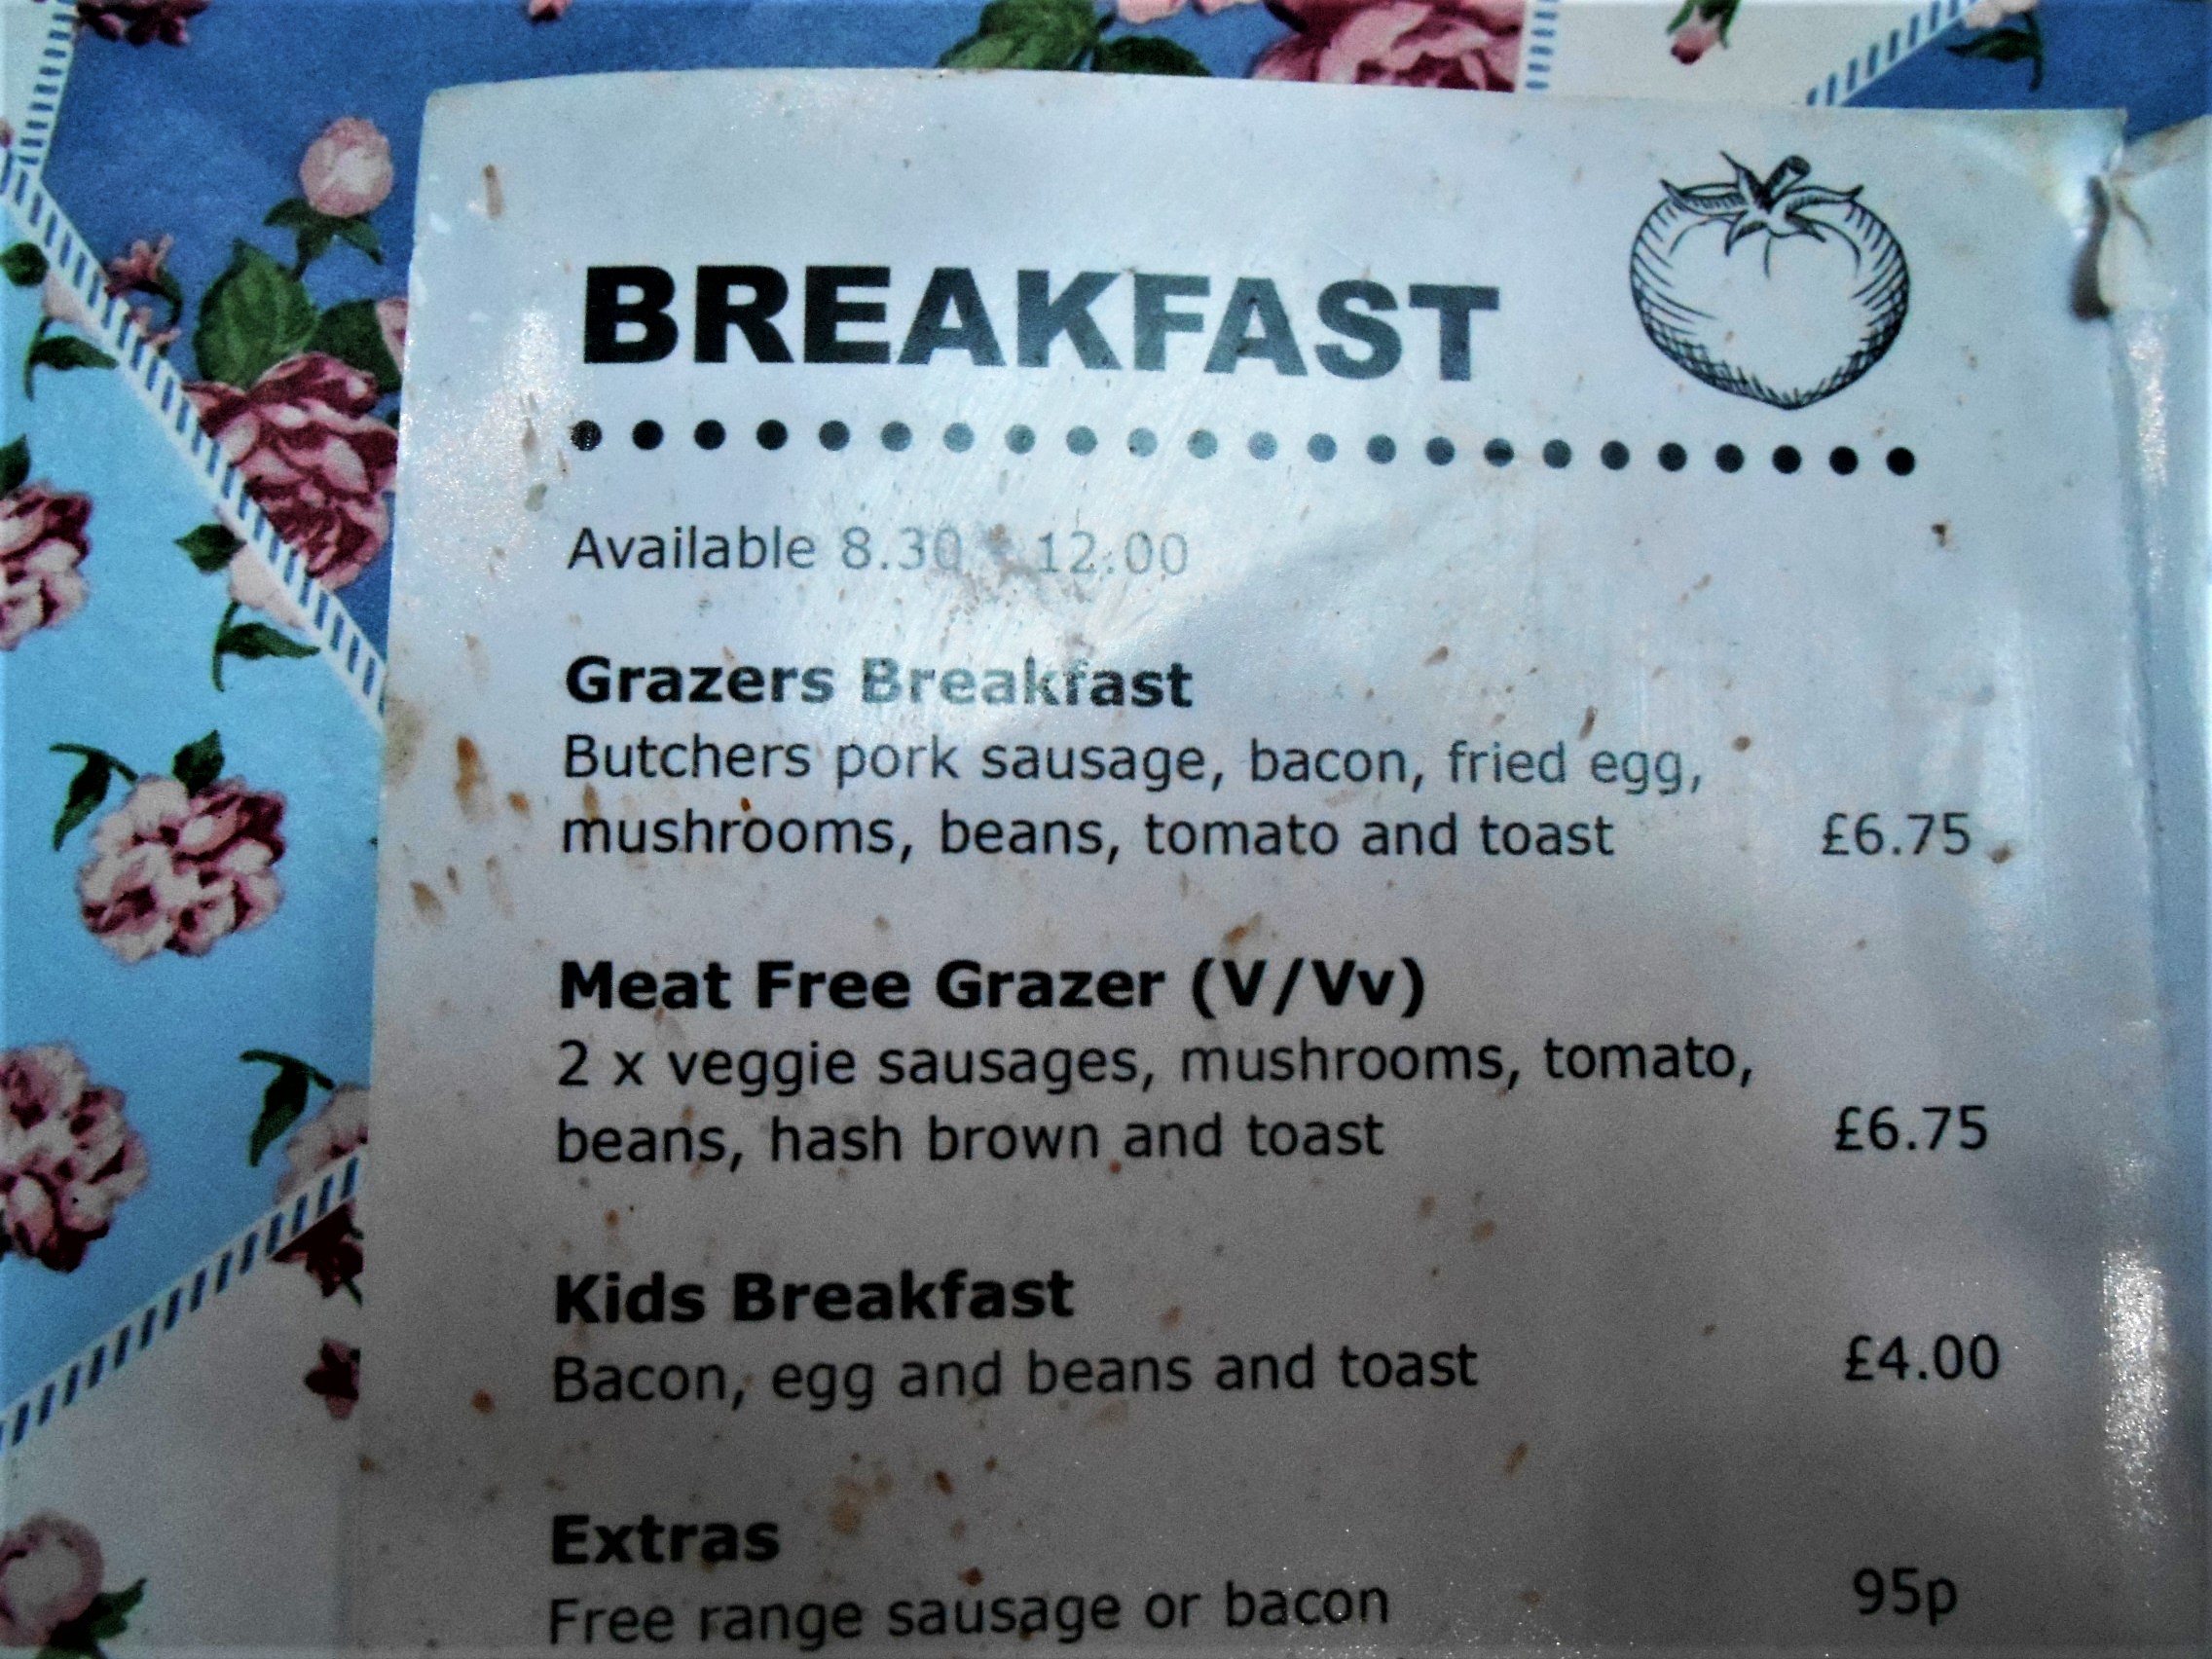 BREAKFAST
Available 8.30 - 12.00
Grazers Breakfast
Butchers pork sausage, bacon, fried egg,
mushrooms, beans, tomato and toast £6.75
Meat Free Grazer (V/Vv)
2 x veggie sausages, mushrooms, tomato,
beans, hash brown and toast £6.75
Kids Breakfast
Bacon, egg and beans and toast £4.00
Extras
Free range sausage or bacon 95p